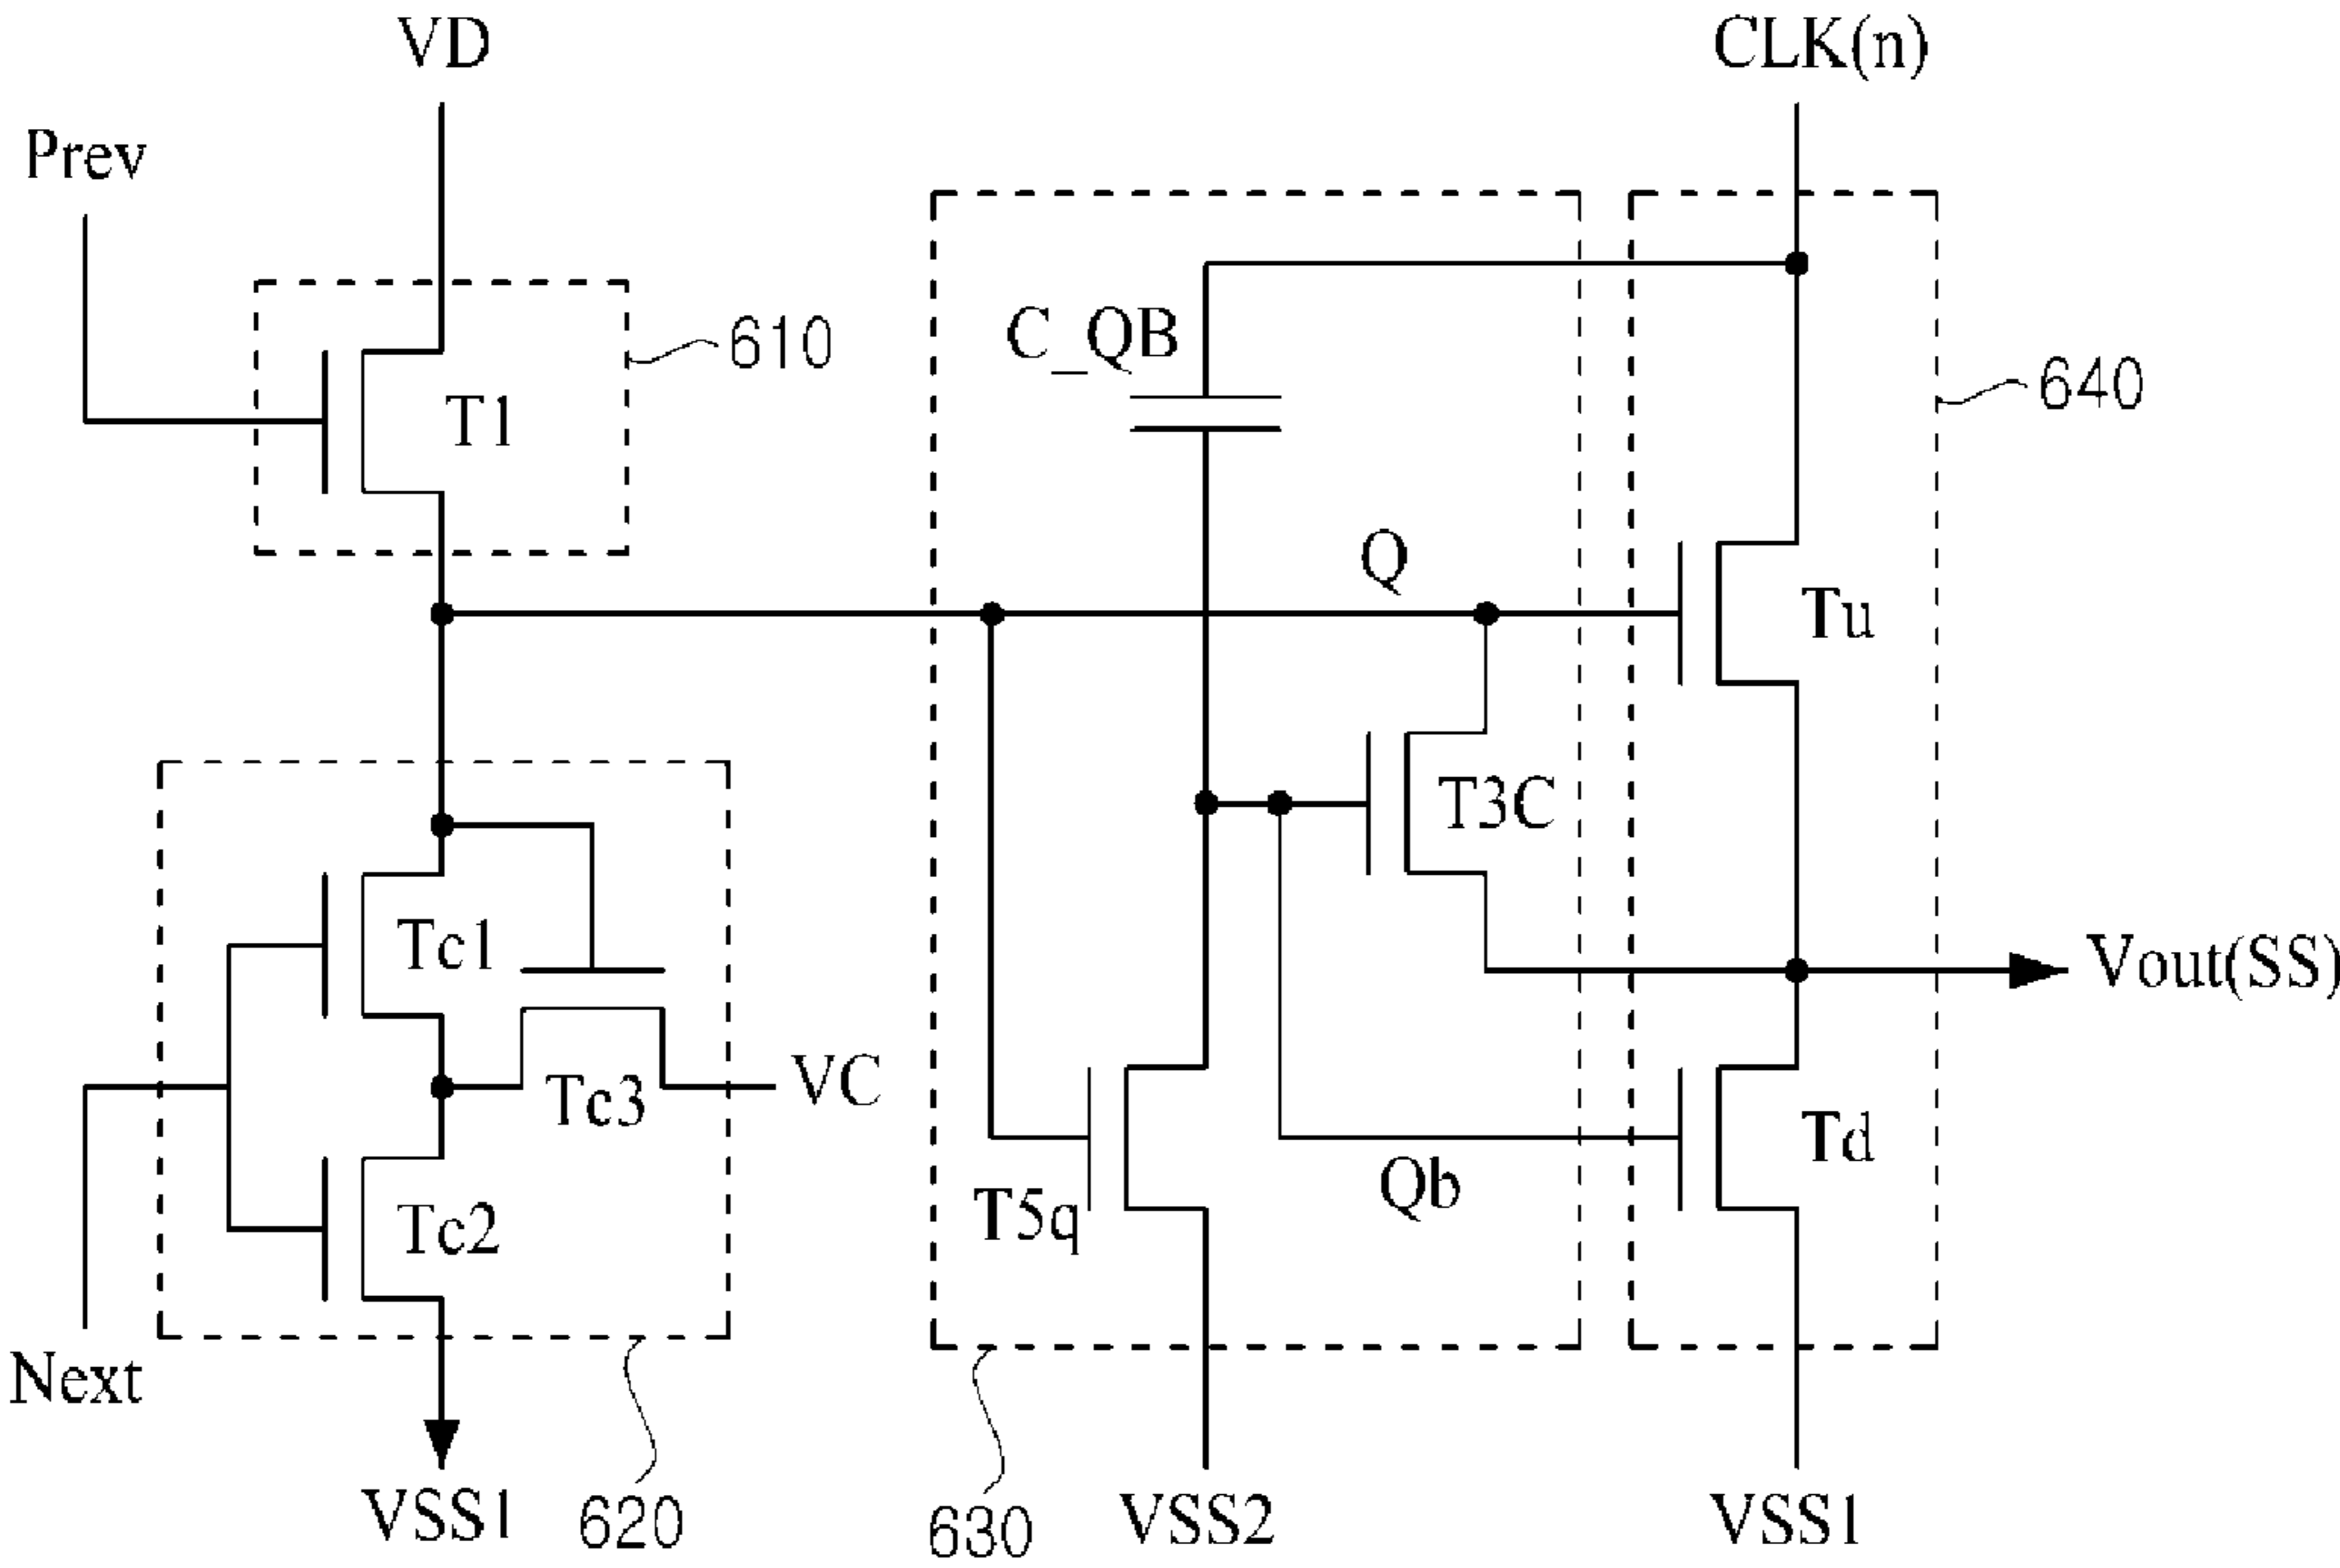 VD
CLK(n)
Prev
610
C_QB
640
T1
Q
Tu
T3C
Tc1
Vout(SS)
Tc3
VC
Td
Qb
T5q
Tc2
Next
VSS1
620
630
VSS2
VSS1